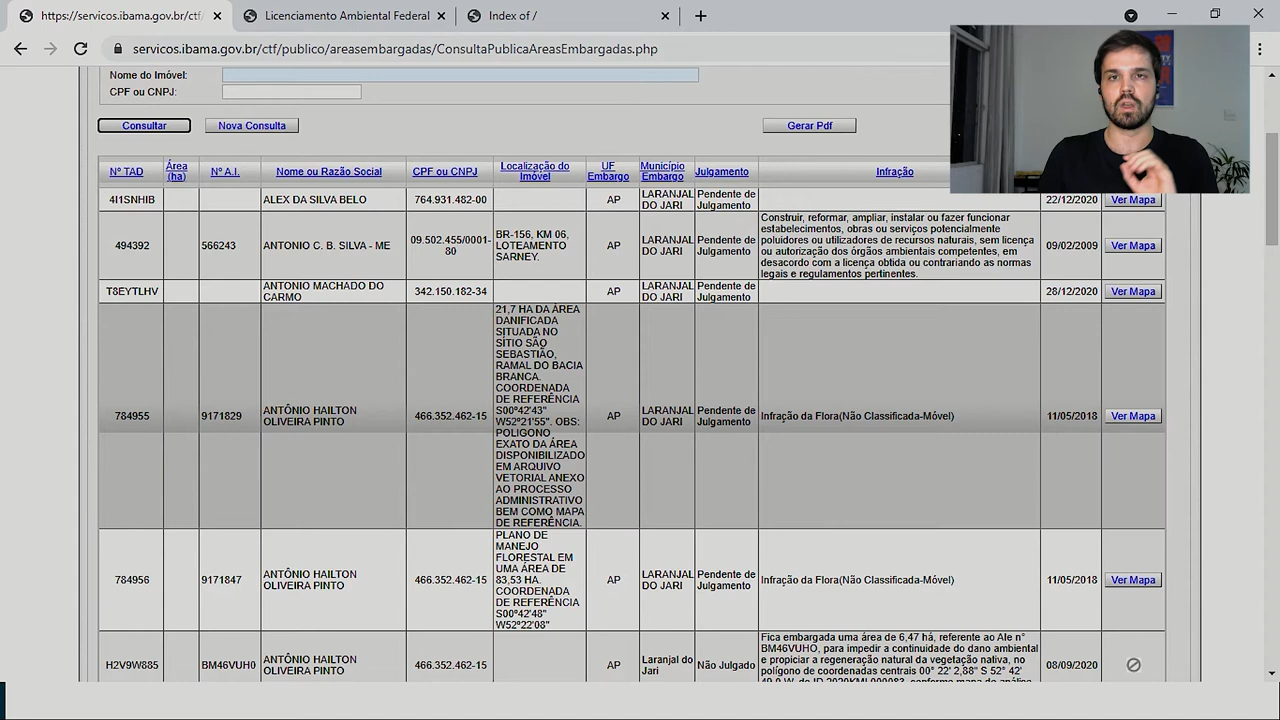 https://servicos.ibama.gov.br/ctf/
Licenciamento Ambiental Federal
Index of /
servicos.ibama.gov.br/ctf/publico/areasembargadas/ConsultaPublicaAreasEmbargadas.php
Nome do Imóvel:
CPF ou CNPJ:
Consultar
Nova Consulta
Gerar Pdf
Nº TAD
Área
(ha)
Nº A.I.
Nome ou Razão Social
CPF ou CNPJ
Localização do
Imóvel
UF
Embargo
Município
Embargo
Julgamento
Infração
4I1SNHIB
ALEX DA SILVA BELO
764.931.482-00
AP
LARANJAL
DO JARI
Pendente de
Julgamento
22/12/2020
Ver Mapa
494392
566243
ANTONIO C. B. SILVA - ME
09.502.455/0001-
80
BR-156, KM 06,
LOTEAMENTO
SARNEY.
AP
LARANJAL
DO JARI
Pendente de
Julgamento
Construir, reformar, ampliar, instalar ou fazer funcionar
estabelecimentos, obras ou serviços potencialmente
poluidores ou utilizadores de recursos naturais, sem licença
ou autorização dos órgãos ambientais competentes, em
desacordo com a licença obtida ou contrariando as normas
legais e regulamentos pertinentes.
09/02/2009
Ver Mapa
T8EYTLHV
ANTONIO MACHADO DO
CARMO
342.150.182-34
AP
LARANJAL
DO JARI
Pendente de
Julgamento
28/12/2020
Ver Mapa
784955
9171829
ANTÔNIO HAILTON
OLIVEIRA PINTO
466.352.462-15
21,7 HA DA ÁREA
DANIFICADA
SITUADA NO
SÍTIO SÃO
SEBASTIÃO,
RAMAL DO BACIA
BRANCA.
COORDENADA
DE REFERÊNCIA
S00º42'43"
W52º21'55". OBS:
POLIGONO
EXATO DA ÁREA
DISPONIBILIZADO
EM ARQUIVO
VETORIAL ANEXO
AO PROCESSO
ADMINISTRATIVO
BEM COMO MAPA
DE REFERÊNCIA.
AP
LARANJAL
DO JARI
Pendente de
Julgamento
Infração da Flora(Não Classificada-Móvel)
11/05/2018
Ver Mapa
784956
9171847
ANTÔNIO HAILTON
OLIVEIRA PINTO
466.352.462-15
PLANO DE
MANEJO
FLORESTAL EM
UMA ÁREA DE
83,53 HA.
COORDENADA
DE REFERÊNCIA
S00º42'48"
W52º22'08"
AP
LARANJAL
DO JARI
Pendente de
Julgamento
Infração da Flora(Não Classificada-Móvel)
11/05/2018
Ver Mapa
H2V9W885
BM46VUH0
ANTÔNIO HAILTON
OLIVEIRA PINTO
466.352.462-15
AP
Laranjal do
Jari
Não Julgado
Fica embargada uma área de 6,47 há, referente ao AIe n°
BM46VUHO, para impedir a continuidade do dano ambiental
e propiciar a regeneração natural da vegetação nativa, no
polígono de coordenadas centrais 00° 22' 2,88" S 52° 42'
08/09/2020